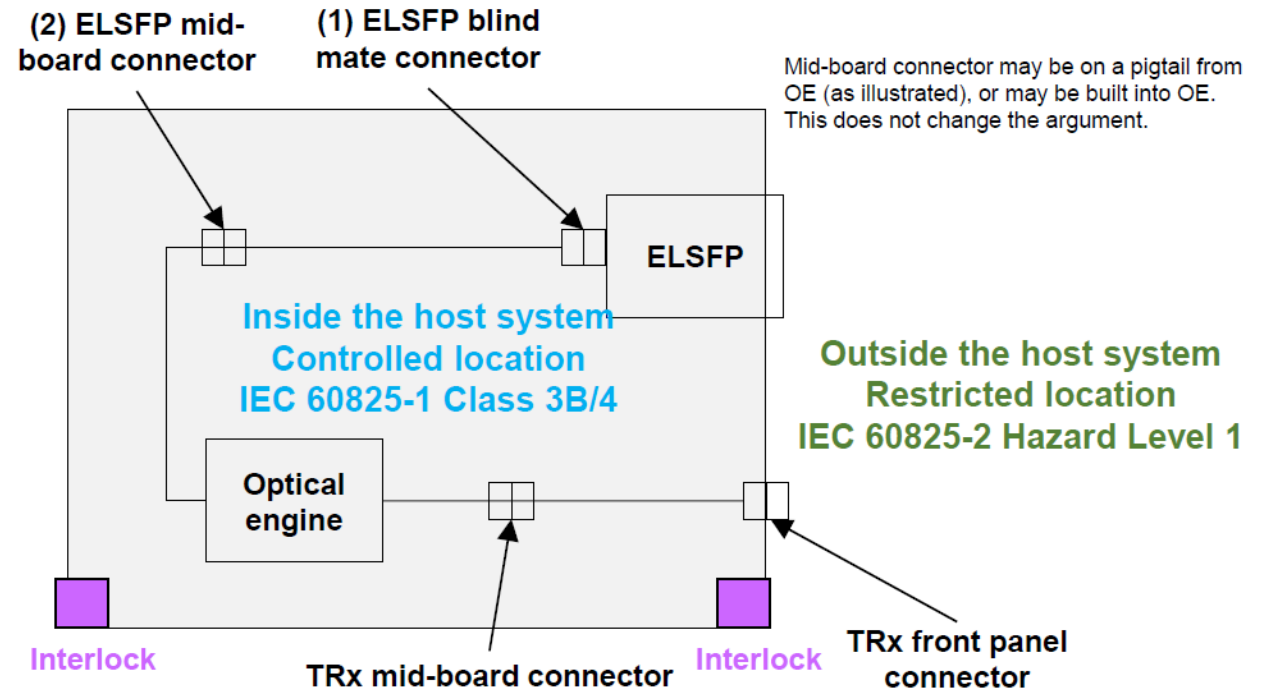 (2) ELSFP mid-
board connector
(1) ELSFP blind
mate connector
Mid-board connector may be on a pigtail from
OE (as illustrated), or may be built into OE.
This does not change the argument.
ELSFP
Inside the host system
Controlled location
IEC 60825-1 Class 3B/4
Outside the host system
Restricted location
IEC 60825-2 Hazard Level 1
Optical
engine
Interlock
TRx mid-board connector
Interlock
TRx front panel
connector